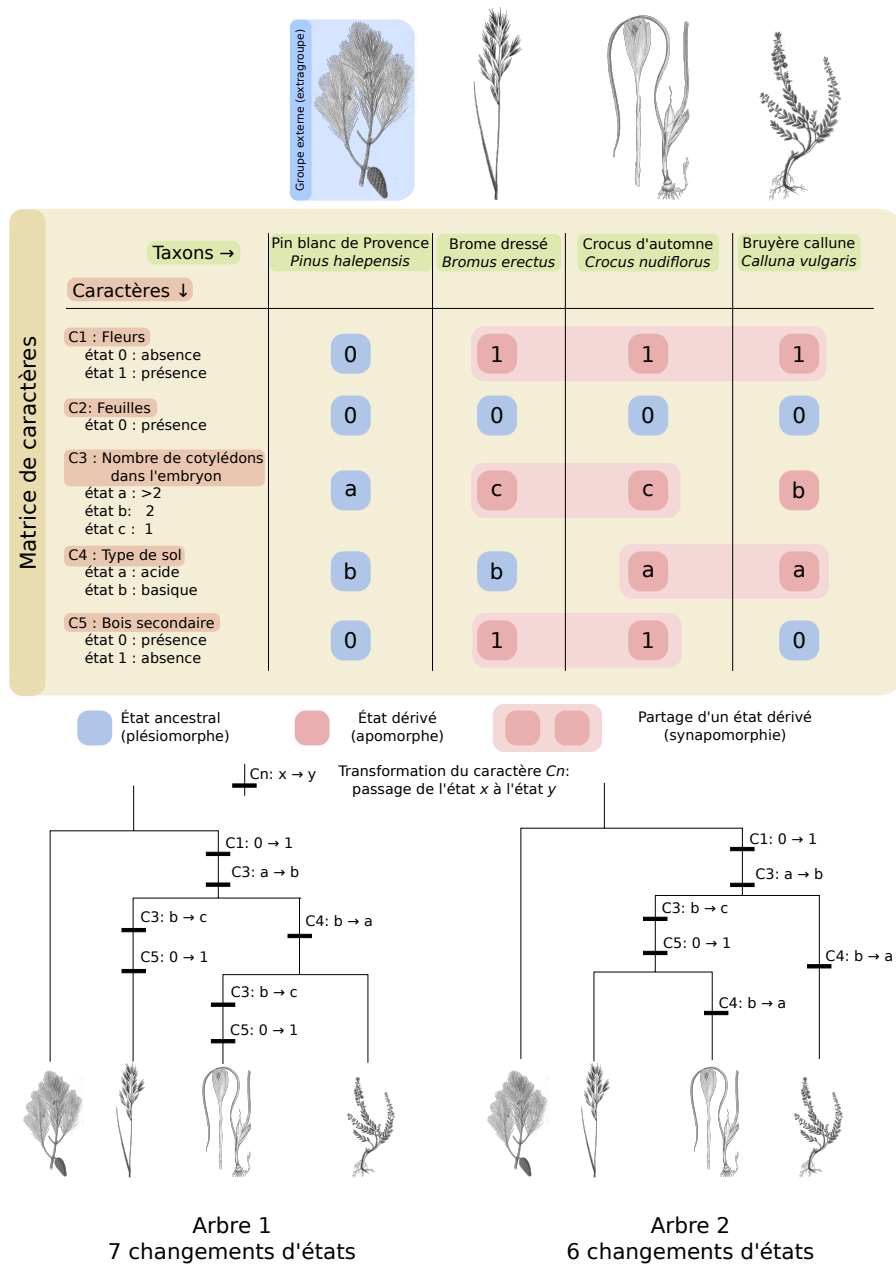 Groupe externe (extragroupe)
Matrice de caractères
Taxons →
Pin blanc de Provence
Pinus halepensis
Brome dressé
Bromus erectus
Crocus d'automne
Crocus nudiflorus
Bruyère callune
Calluna vulgaris
Caractères ↓
C1 : Fleurs
état 0 : absence
état 1 : présence
0 1 1 1
C2: Feuilles
état 0 : présence
0 0 0 0
C3 : Nombre de cotylédons
dans l'embryon
état a : >2
état b: 2
état c : 1
a c c b
C4 : Type de sol
état a : acide
état b : basique
b b a a
C5 : Bois secondaire
état 0 : présence
état 1 : absence
0 1 1 0
État ancestral
(plésiomorphe)
État dérivé
(apomorphe)
Partage d'un état dérivé
(synapomorphie)
Cn: x → y
Transformation du caractère Cn:
passage de l'état x à l'état y
C1: 0 → 1
C3: a → b
C3: b → c
C5: 0 → 1
C4: b → a
C3: b → c
C5: 0 → 1
C1: 0 → 1
C3: a → b
C3: b → c
C5: 0 → 1
C4: b → a
C4: b → a
Arbre 1
7 changements d'états
Arbre 2
6 changements d'états